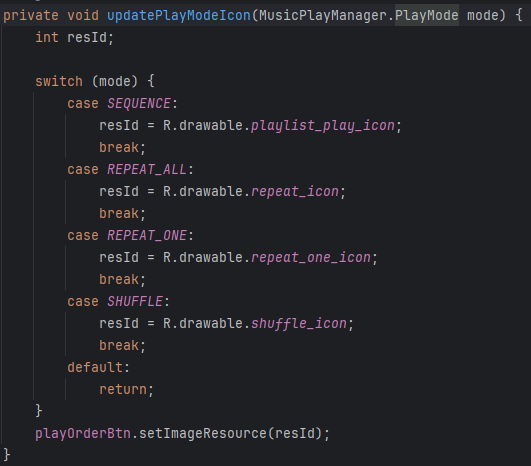 private void updatePlayModeIcon(MusicPlayManager.PlayMode mode) {
    int resId;

    switch (mode) {
        case SEQUENCE:
            resId = R.drawable.playlist_play_icon;
            break;
        case REPEAT_ALL:
            resId = R.drawable.repeat_icon;
            break;
        case REPEAT_ONE:
            resId = R.drawable.repeat_one_icon;
            break;
        case SHUFFLE:
            resId = R.drawable.shuffle_icon;
            break;
        default:
            return;
    }
    playOrderBtn.setImageResource(resId);
}